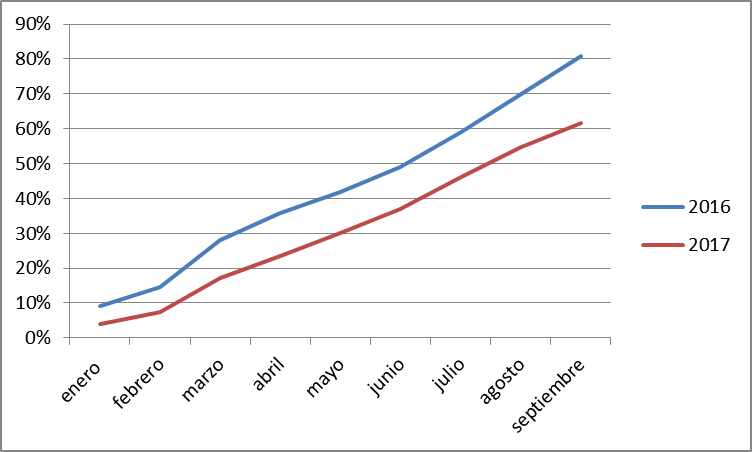 90%
80%
70%
60%
50%
40%
30%
20%
10%
0%
enero
febrero
marzo
abril
mayo
junio
julio
agosto
septiembre
2016
2017